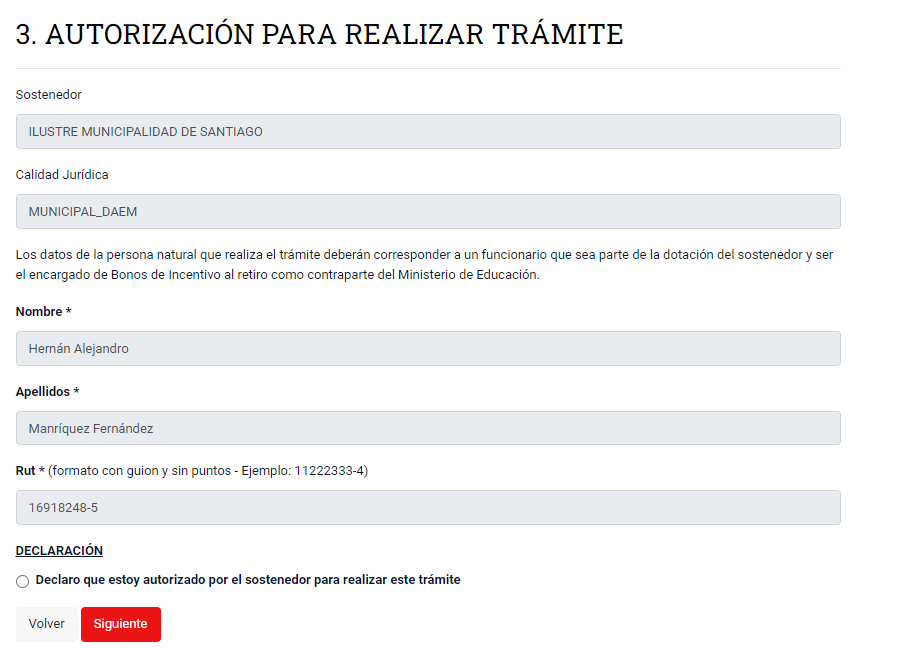 3. AUTORIZACIÓN PARA REALIZAR TRÁMITE
Sostenedor
ILUSTRE MUNICIPALIDAD DE SANTIAGO
Calidad Jurídica
MUNICIPAL_DAEM
Los datos de la persona natural que realiza el trámite deberán corresponder a un funcionario que sea parte de la dotación del sostenedor y ser
el encargado de Bonos de Incentivo al retiro como contraparte del Ministerio de Educación.
Nombre *
Hernán Alejandro
Apellidos *
Manríquez Fernández
Rut * (formato con guion y sin puntos - Ejemplo: 11222333-4)
16918248-5
DECLARACIÓN
Declaro que estoy autorizado por el sostenedor para realizar este trámite
Volver Siguiente